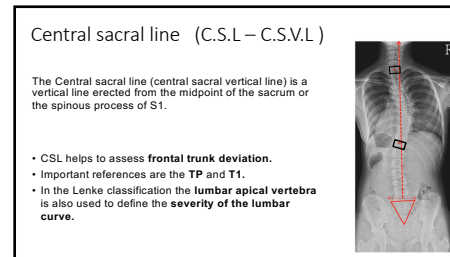 Central sacral line (C.S.L – C.S.V.L )
The Central sacral line (central sacral vertical line) is a
vertical line erected from the midpoint of the sacrum or
the spinous process of S1.
• CSL helps to assess frontal trunk deviation.
• Important references are the TP and T1.
• In the Lenke classification the lumbar apical vertebra
is also used to define the severity of the lumbar
curve.
R